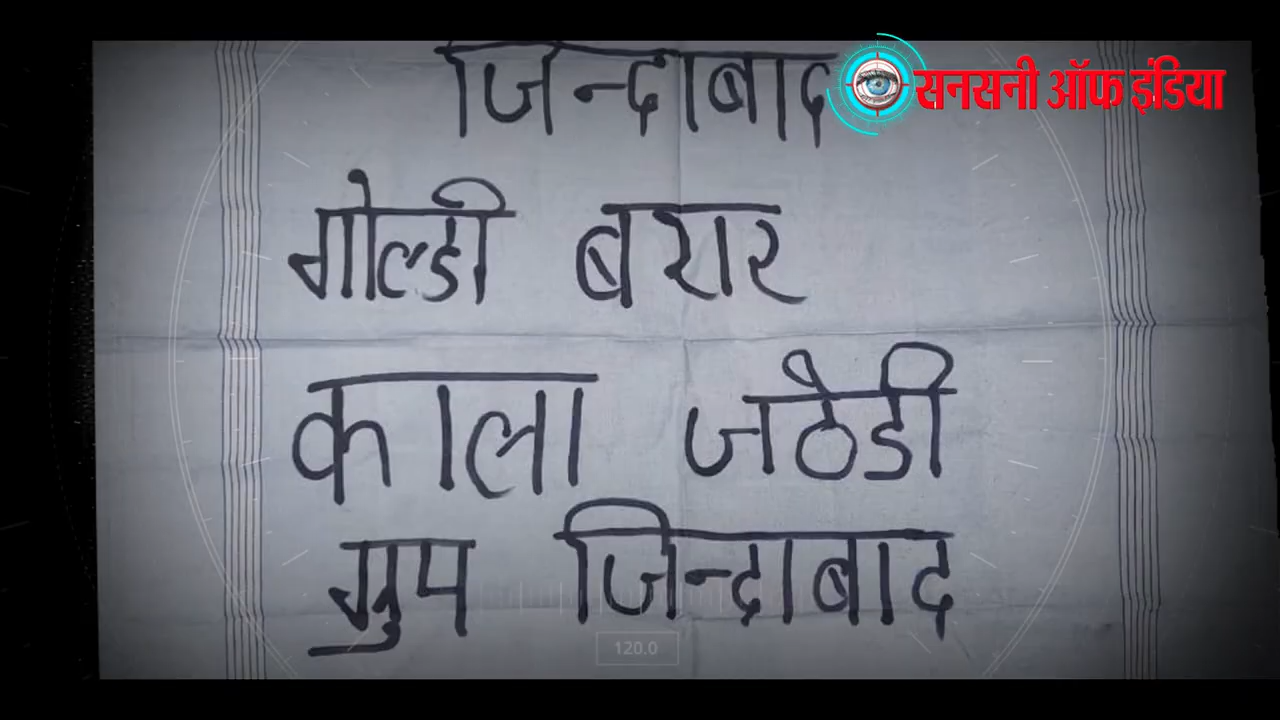 जिन्दाबाद
सनसनी ऑफ इंडिया
गोल्डी बरार
काला जठेडी
ग्रुप जिन्दाबाद
120.0